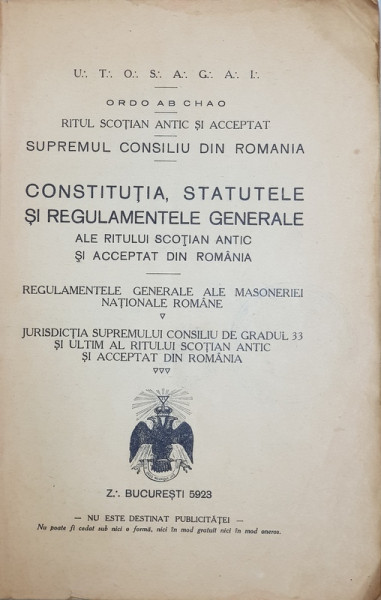 U∴ T∴ O∴ S∴ A∴ G∴ A∴ I∴
ORDO AB CHAO
RITUL SCOȚIAN ANTIC ȘI ACCEPTAT
SUPREMUL CONSILIU DIN ROMANIA
CONSTITUȚIA, STATUTELE
ȘI REGULAMENTELE GENERALE
ALE RITULUI SCOȚIAN ANTIC
ȘI ACCEPTAT DIN ROMÂNIA
REGULAMENTELE GENERALE ALE MASONERIEI
NAȚIONALE ROMÂNE
JURISDICȚIA SUPREMULUI CONSILIU DE GRADUL 33
ȘI ULTIM AL RITULUI SCOȚIAN ANTIC
ȘI ACCEPTAT DIN ROMÂNIA
Z∴ BUCUREȘTI 5923
— NU ESTE DESTINAT PUBLICITĂȚEI —
Nu poate fi cedat sub nici o formă, nici în mod gratuit nici în mod oneros.